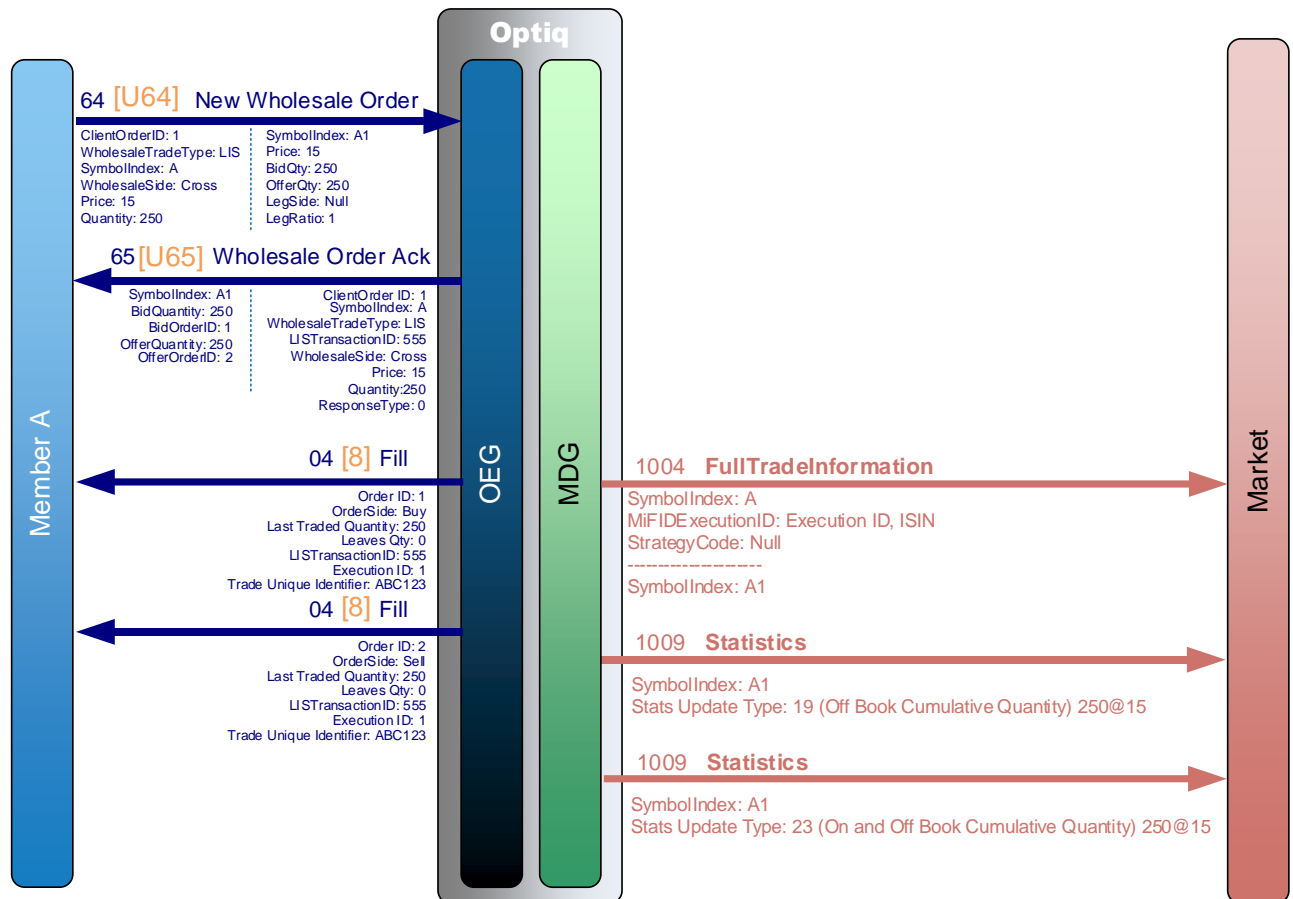 Optiq
64 [U64] New Wholesale Order
ClientOrderID: 1
WholesaleTradeType: LIS
SymbolIndex: A
WholesaleSide: Cross
Price: 15
Quantity: 250
SymbolIndex: A1
Price: 15
BidQty: 250
OfferQty: 250
LegSide: Null
LegRatio: 1
65 [U65] Wholesale Order Ack
SymbolIndex: A1
BidQuantity: 250
BidOrderID: 1
OfferQuantity: 250
OfferOrderID: 2
ClientOrder ID: 1
SymbolIndex: A
WholesaleTradeType: LIS
LISTransactionID: 555
WholesaleSide: Cross
Price: 15
Quantity:250
ResponseType: 0
Member A
OEG
MDG
Market
04 [8] Fill
Order ID: 1
OrderSide: Buy
Last Traded Quantity: 250
Leaves Qty: 0
LISTransactionID: 555
Execution ID: 1
Trade Unique Identifier: ABC123
04 [8] Fill
Order ID: 2
OrderSide: Sell
Last Traded Quantity: 250
Leaves Qty: 0
LISTransactionID: 555
Execution ID: 1
Trade Unique Identifier: ABC123
1004 FullTradeInformation
SymbolIndex: A
MiFIDExecutionID: Execution ID, ISIN
StrategyCode: Null
----------------------
SymbolIndex: A1
1009 Statistics
SymbolIndex: A1
Stats Update Type: 19 (Off Book Cumulative Quantity) 250@15
1009 Statistics
SymbolIndex: A1
Stats Update Type: 23 (On and Off Book Cumulative Quantity) 250@15